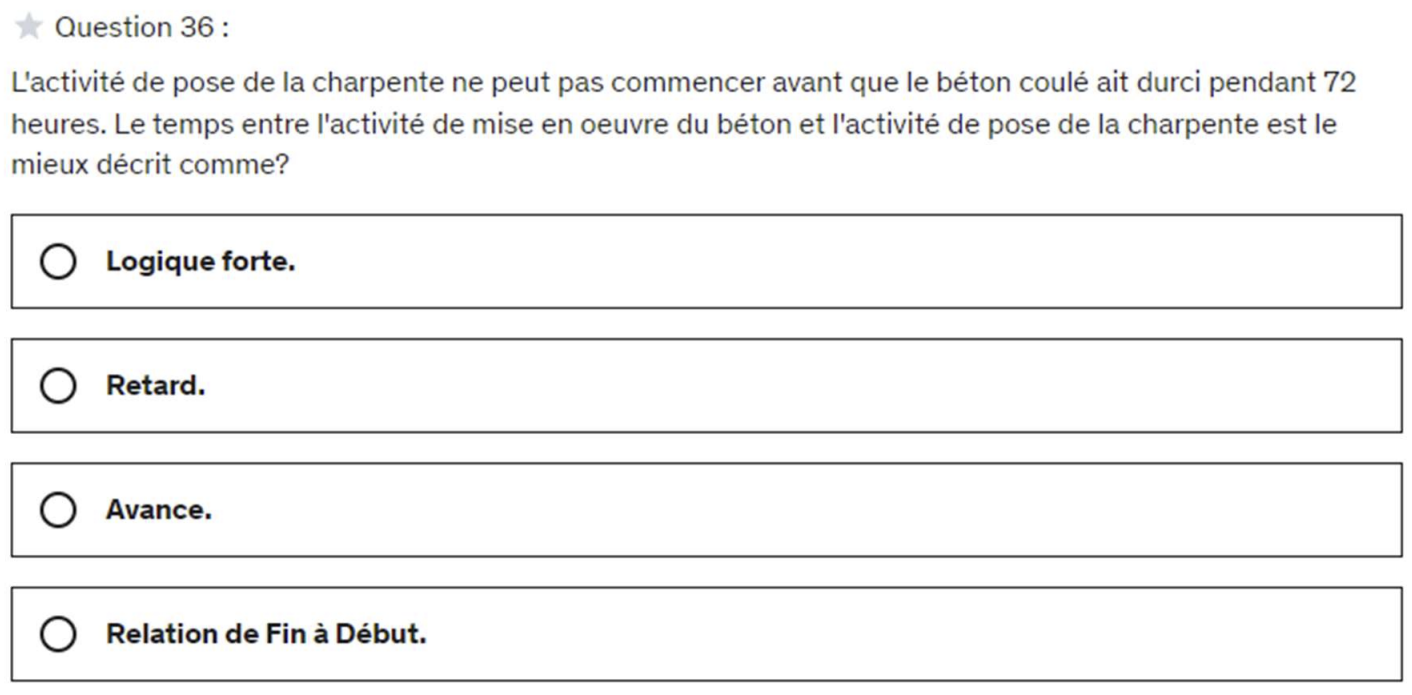 Question 36 :
L'activité de pose de la charpente ne peut pas commencer avant que le béton coulé ait durci pendant 72
heures. Le temps entre l'activité de mise en oeuvre du béton et l'activité de pose de la charpente est le
mieux décrit comme?
Logique forte.
Retard.
Avance.
Relation de Fin à Début.